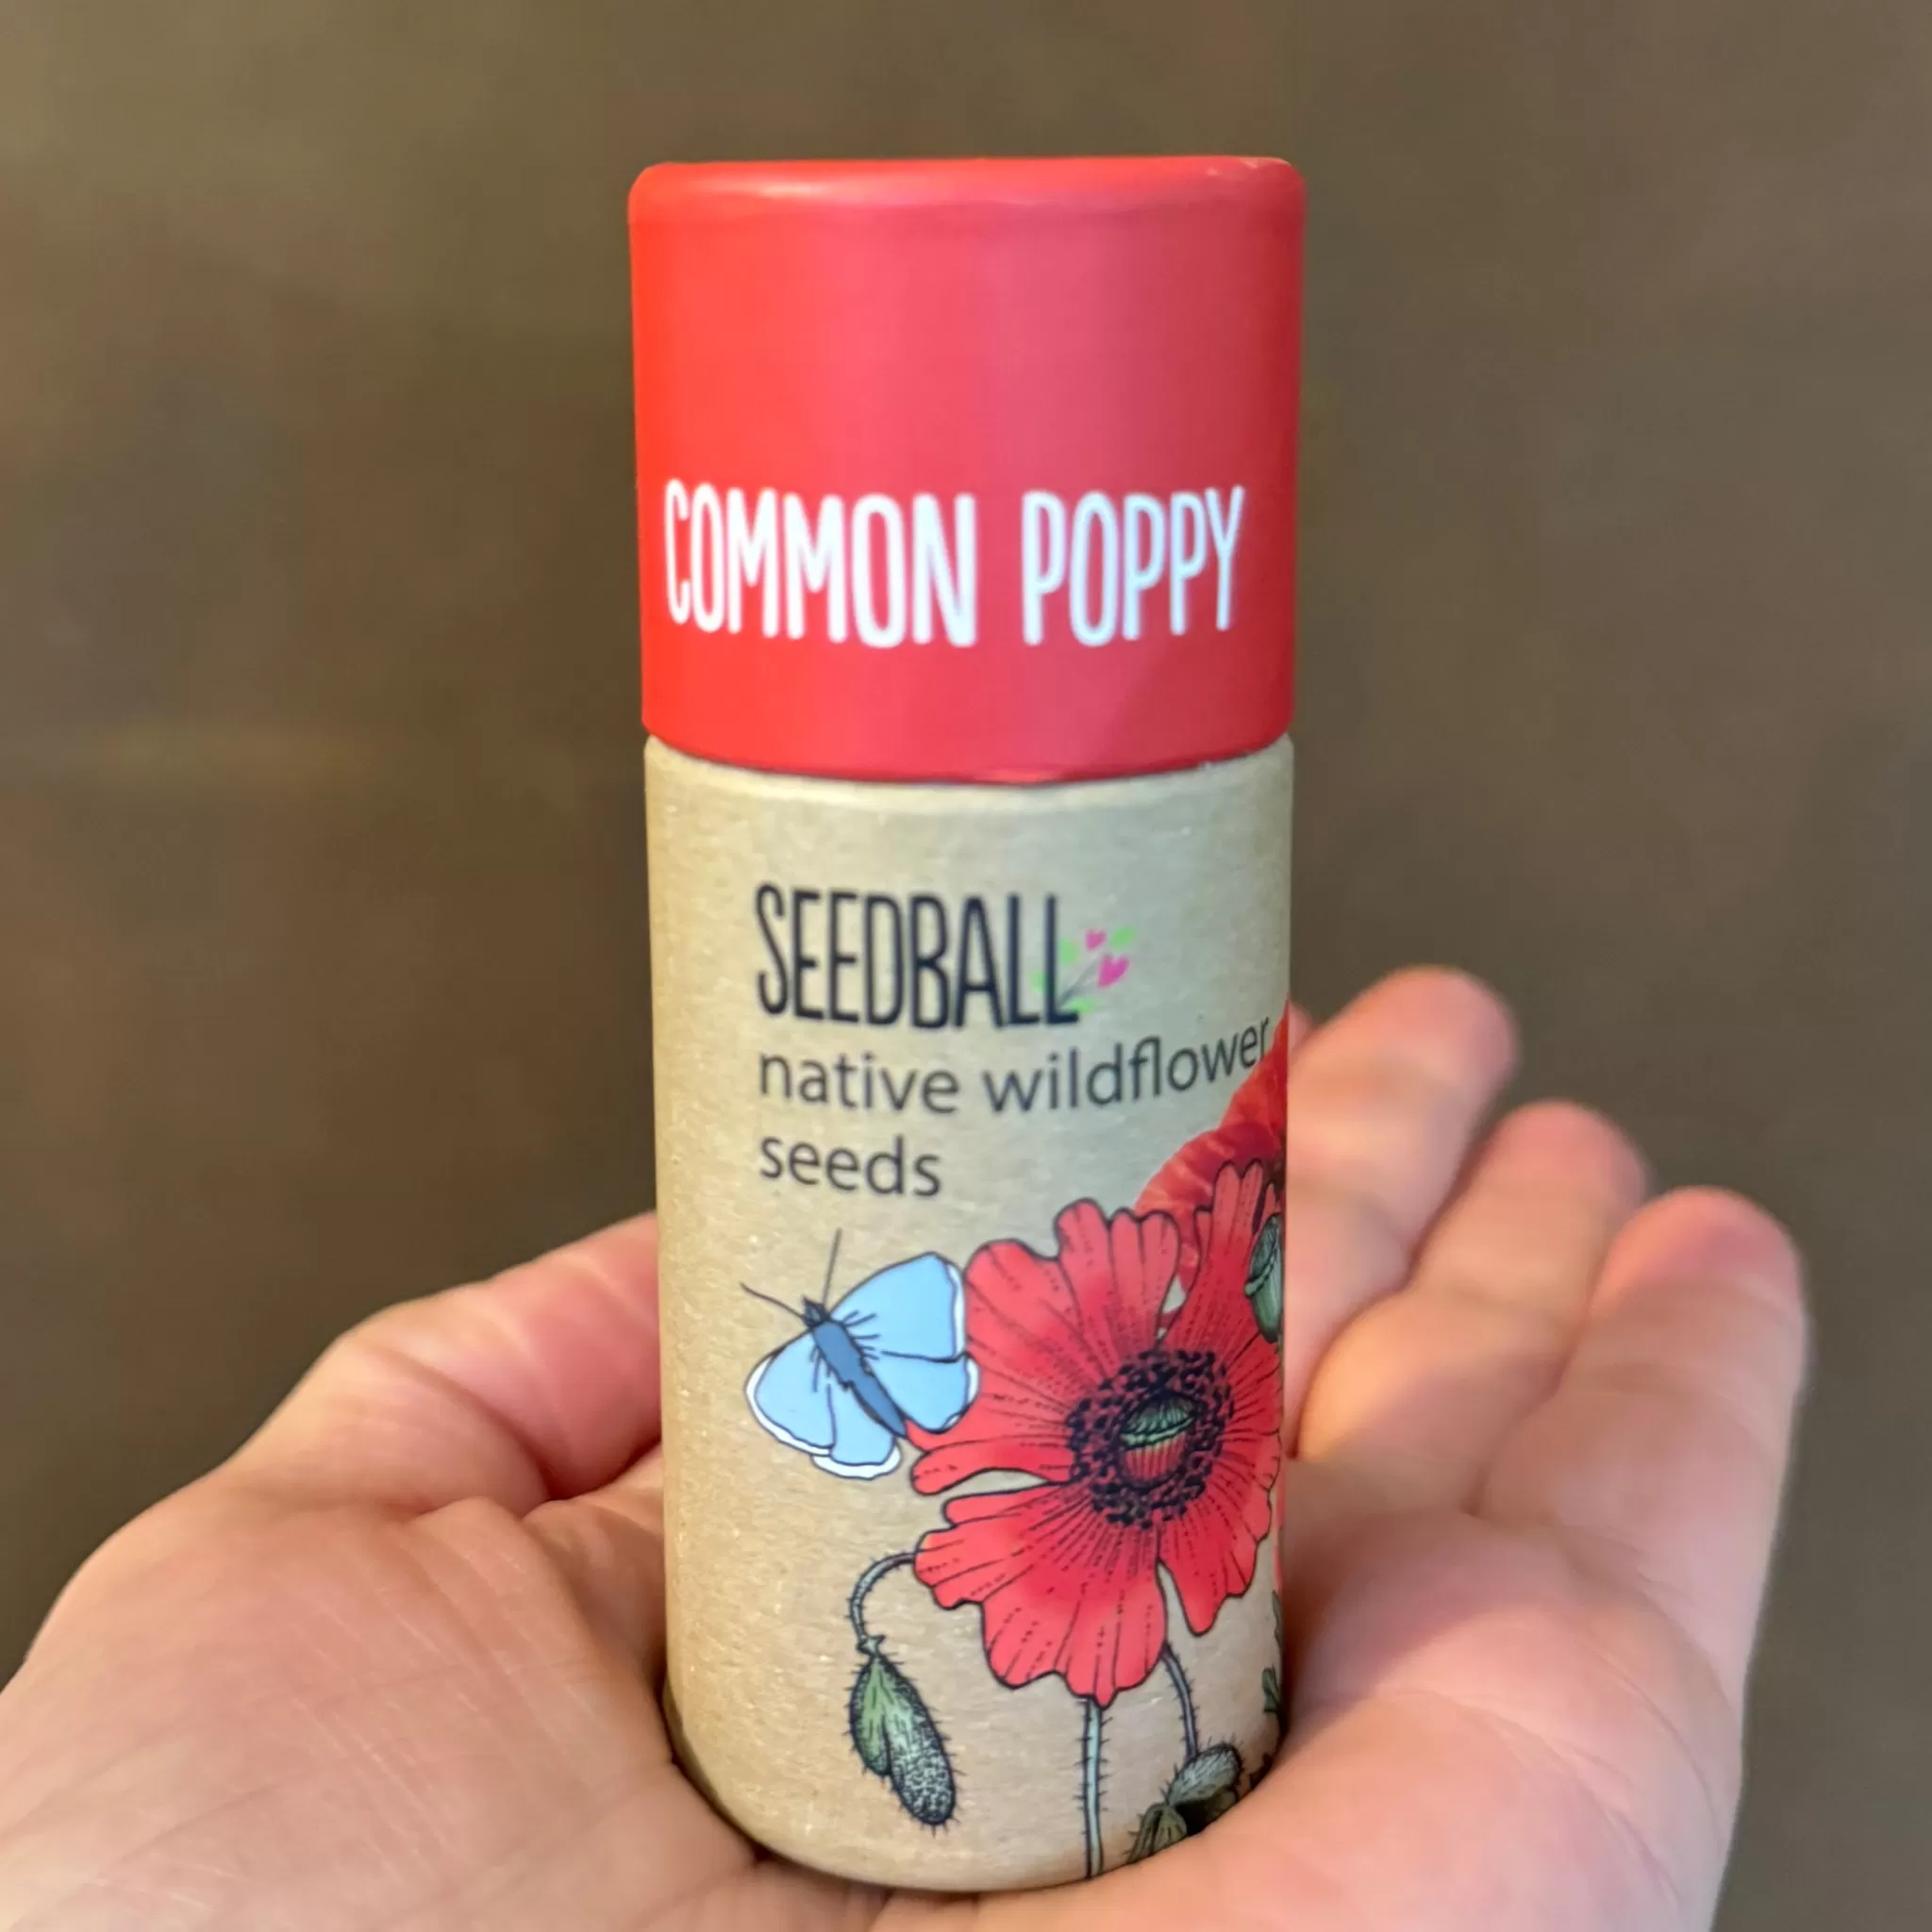 COMMON POPPY
SEEDBALL
native wildflower
seeds